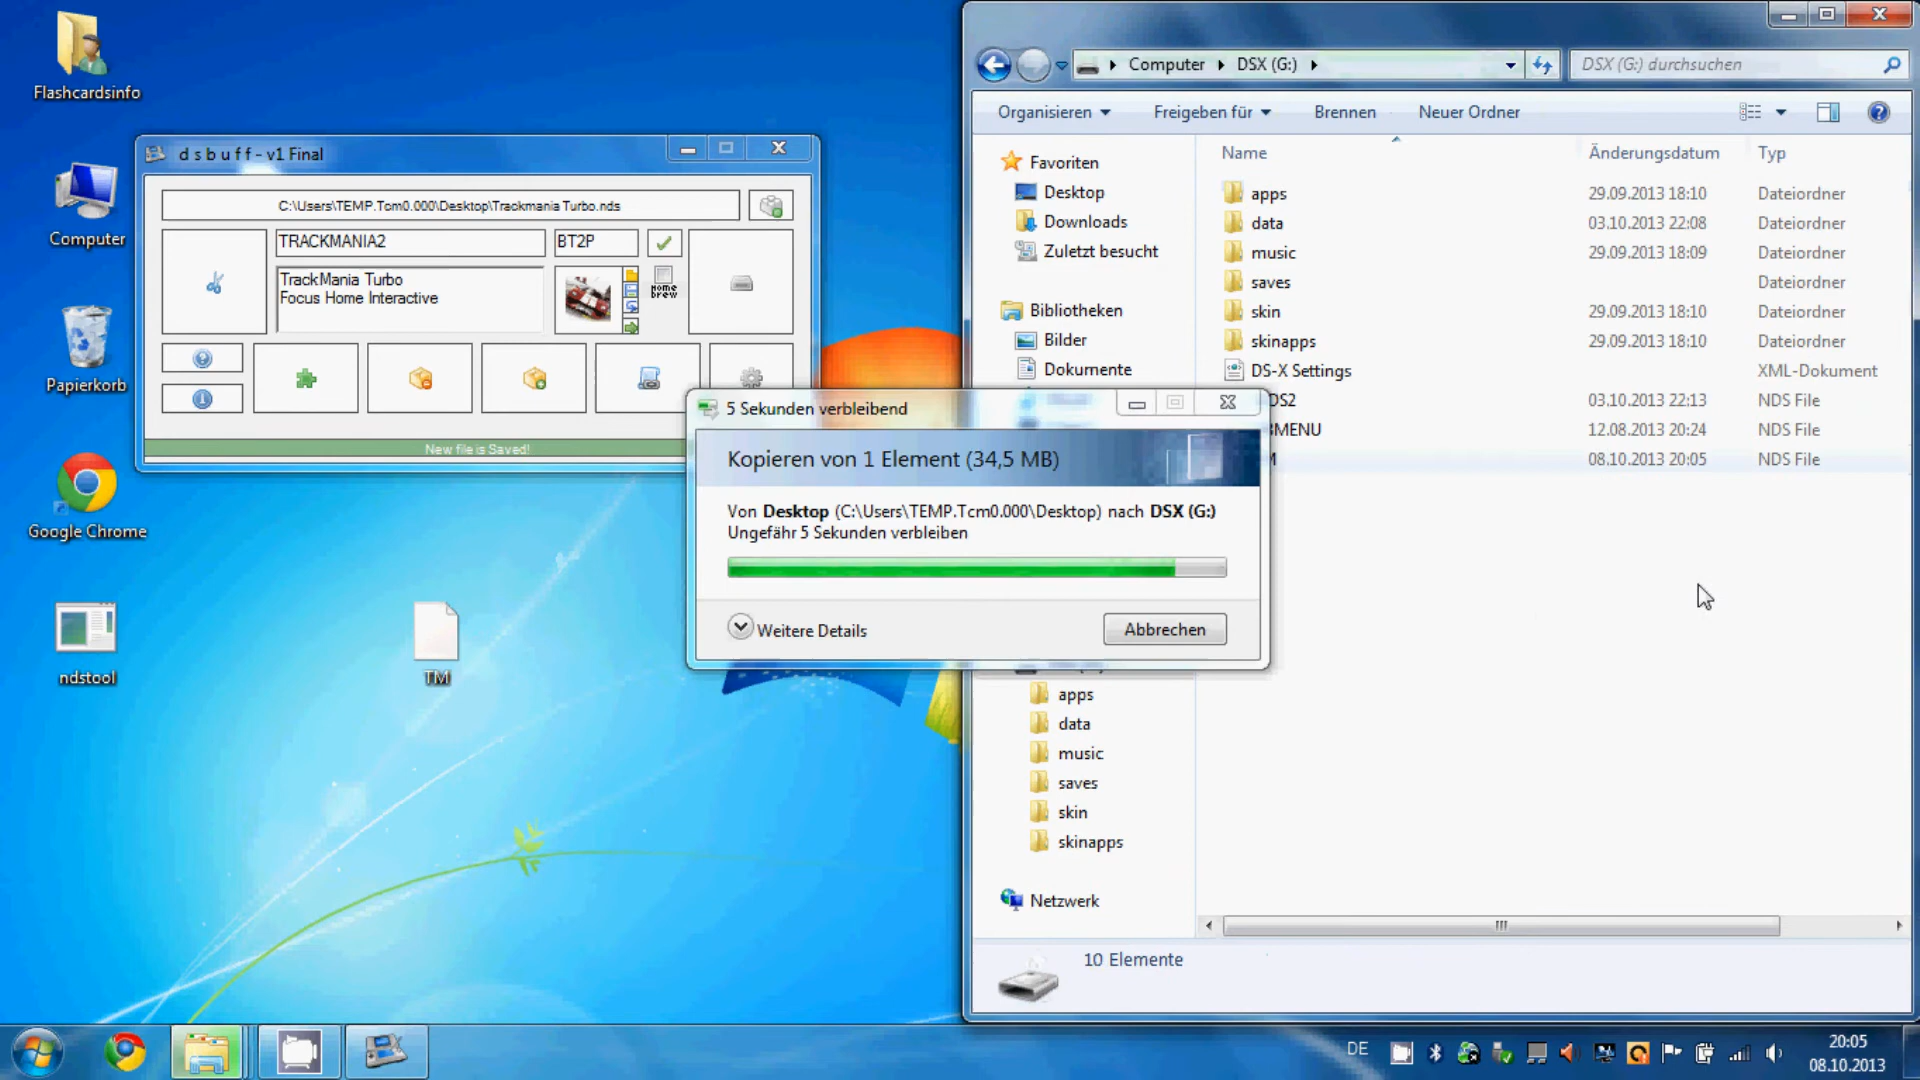 Flashcardsinfo
Computer
Papierkorb
Google Chrome
ndstool
TM
d s b u f f - v1 Final
C:\Users\TEMP.Tcm0.000\Desktop\Trackmania Turbo.nds
TRACKMANIA2
BT2P
TrackMania Turbo
Focus Home Interactive
HOME
brew
New file is Saved!
5 Sekunden verbleibend
Kopieren von 1 Element (34,5 MB)
Von Desktop (C:\Users\TEMP.Tcm0.000\Desktop) nach DSX (G:)
Ungefähr 5 Sekunden verbleiben
Weitere Details
Abbrechen
Computer
DSX (G:)
DSX (G:) durchsuchen
Organisieren
Freigeben für
Brennen
Neuer Ordner
Favoriten
Desktop
Downloads
Zuletzt besucht
Bibliotheken
Bilder
Dokumente
apps
data
music
saves
skin
skinapps
Netzwerk
Name Änderungsdatum Typ
apps 29.09.2013 18:10 Dateiordner
data 03.10.2013 22:08 Dateiordner
music 29.09.2013 18:09 Dateiordner
saves Dateiordner
skin 29.09.2013 18:10 Dateiordner
skinapps 29.09.2013 18:10 Dateiordner
DS-X Settings XML-Dokument
DS2 03.10.2013 22:13 NDS File
MENU 12.08.2013 20:24 NDS File
08.10.2013 20:05 NDS File
10 Elemente
DE
20:05
08.10.2013